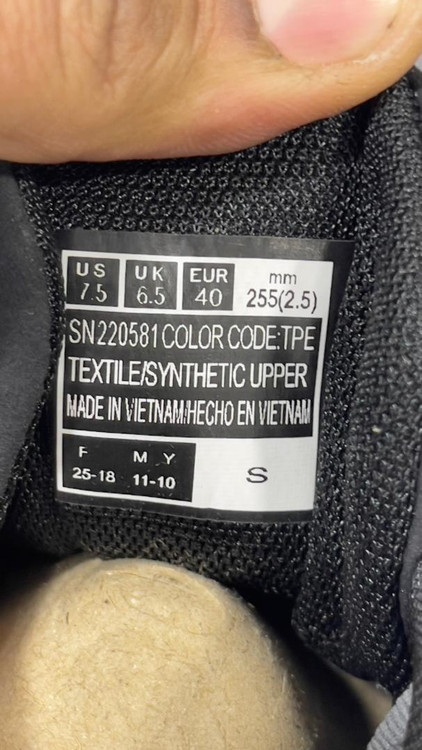 US UK EUR mm
7.5 6.5 40 255(2.5)
SN220581 COLOR CODE:TPE
TEXTILE/SYNTHETIC UPPER
MADE IN VIETNAM/HECHO EN VIETNAM
F M Y
25-18 11-10 S